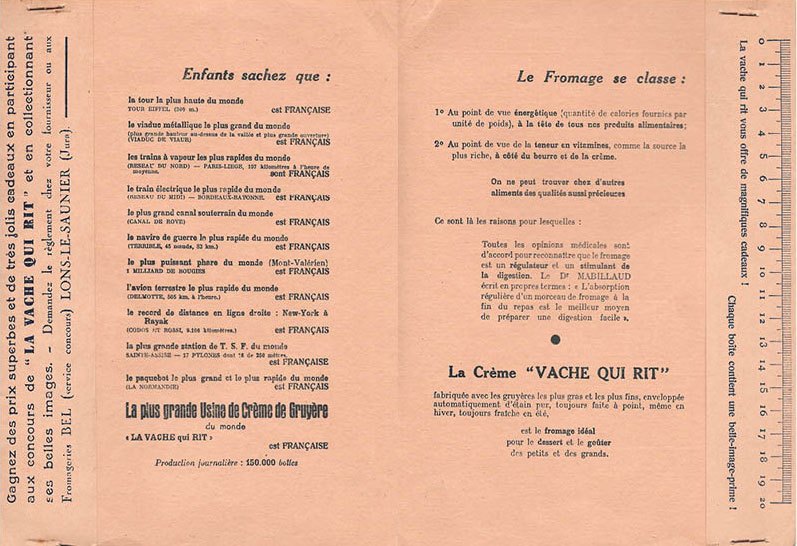 Gagnez des prix superbes et de très jolis cadeaux en participant
aux concours de "LA VACHE QUI RIT" et en collectionnant
ses belles images. - Demandez le règlement chez votre fournisseur ou aux
Fromageries BEL (service concours) LONS-LE-SAUNIER (Jura).
Enfants sachez que :
la tour la plus haute du monde
TOUR EIFFEL (300 m.)
est FRANÇAISE
le viaduc métallique le plus grand du monde
(plus grande hauteur au-dessus de la vallée et plus grande ouverture)
(VIADUC DE VIAUR)
est FRANÇAIS
les trains à vapeur les plus rapides du monde
(RESEAU DU NORD) — PARIS-LIEGE, 107 kilomètres à l'heure de
moyenne.
sont FRANÇAIS
le train électrique le plus rapide du monde
(RESEAU DU MIDI) — BORDEAUX-BAYONNE.
est FRANÇAIS
le plus grand canal souterrain du monde
(CANAL DE ROVE)
est FRANÇAIS
le navire de guerre le plus rapide du monde
(TERRIBLE, 45 nœuds, 83 km.)
est FRANÇAIS
le plus puissant phare du monde (Mont-Valérien)
1 MILLIARD DE BOUGIES
est FRANÇAIS
l'avion terrestre le plus rapide du monde
(DELMOTTE, 505 km. à l'heure.)
est FRANÇAIS
le record de distance en ligne droite : New-York à
Rayak
(CODOS ET ROSSI, 9.106 kilomètres.)
est FRANÇAIS
la plus grande station de T. S. F. du monde
SAINTE-ASSISE — 17 PYLONES dont 16 de 250 mètres.
est FRANÇAISE
le paquebot le plus grand et le plus rapide du monde
(LA NORMANDIE)
est FRANÇAIS
La plus grande Usine de Crème de Gruyère
du monde
« LA VACHE qui RIT »
est FRANÇAISE
Production journalière : 150.000 boîtes
Le Fromage se classe :
1° Au point de vue énergétique (quantité de calories fournies par
unité de poids), à la tête de tous nos produits alimentaires;
2° Au point de vue de la teneur en vitamines, comme la source la
plus riche, à côté du beurre et de la crème.
On ne peut trouver chez d'autres
aliments des qualités aussi précieuses
Ce sont là les raisons pour lesquelles :
Toutes les opinions médicales sont
d'accord pour reconnaître que le fromage
est un régulateur et un stimulant de
la digestion. Le Dr MABILLAUD
écrit en propres termes : « L'absorption
régulière d'un morceau de fromage à la
fin du repas est le meilleur moyen
de préparer une digestion facile ».
La Crème "VACHE QUI RIT"
fabriquée avec les gruyères les plus gras et les plus fins, enveloppée
automatiquement d'étain pur, toujours faite à point, même en
hiver, toujours fraîche en été,
est le fromage idéal
pour le dessert et le goûter
des petits et des grands.
La vache qui rit vous offre de magnifiques cadeaux !
Chaque boîte contient une belle-image-prime !
0 1 2 3 4 5 6 7 8 9 10 11 12 13 14 15 16 17 18 19 20